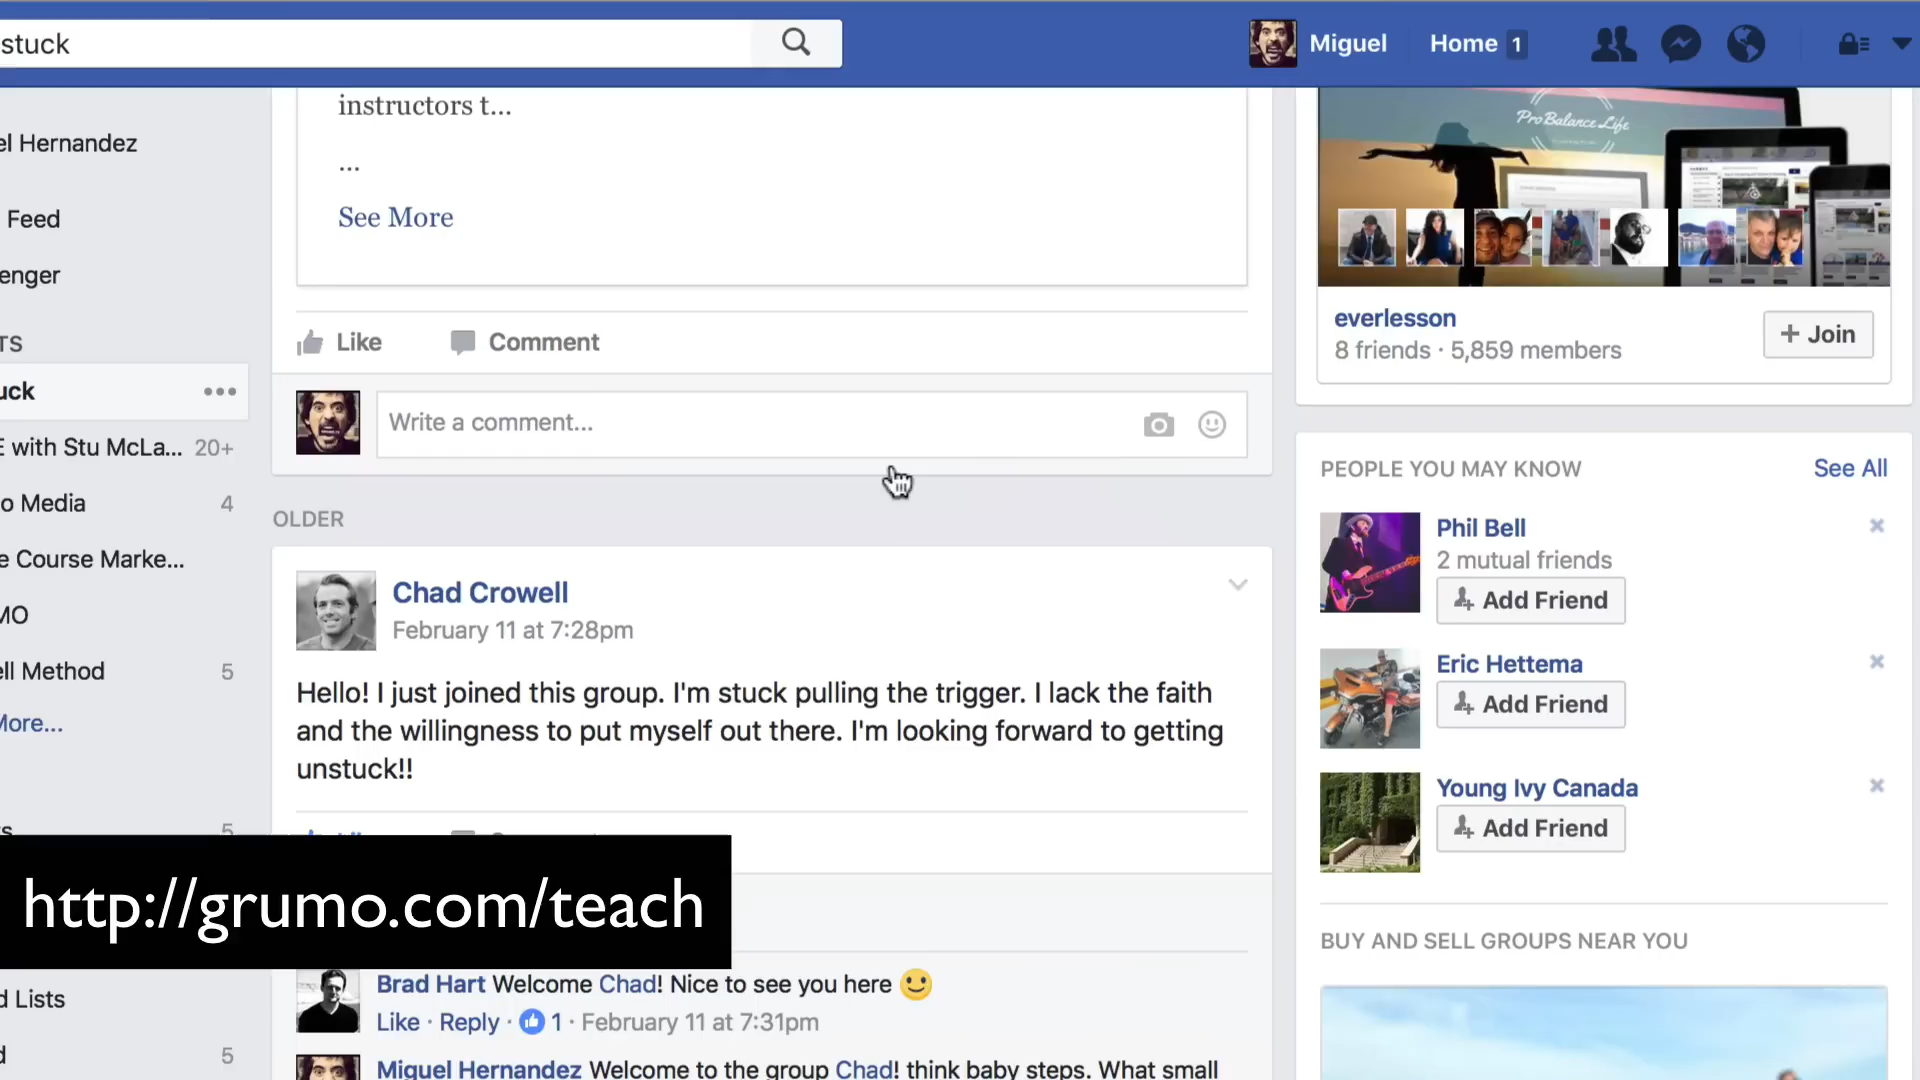 stuck
Miguel
Home 1
el Hernandez
Feed
enger
TS
uck
E with Stu McLa... 20+
o Media 4
e Course Marke...
MO
ell Method 5
More...
5
d Lists
d 5
instructors t...
...
See More
Like Comment
Write a comment...
OLDER
Chad Crowell
February 11 at 7:28pm
Hello! I just joined this group. I'm stuck pulling the trigger. I lack the faith
and the willingness to put myself out there. I'm looking forward to getting
unstuck!!
http://grumo.com/teach
Brad Hart Welcome Chad! Nice to see you here
Like · Reply · 1 · February 11 at 7:31pm
Miguel Hernandez Welcome to the group Chad! think baby steps. What small
ProBalance Life
everlesson
8 friends · 5,859 members
+ Join
PEOPLE YOU MAY KNOW See All
Phil Bell
2 mutual friends
Add Friend
Eric Hettema
Add Friend
Young Ivy Canada
Add Friend
BUY AND SELL GROUPS NEAR YOU